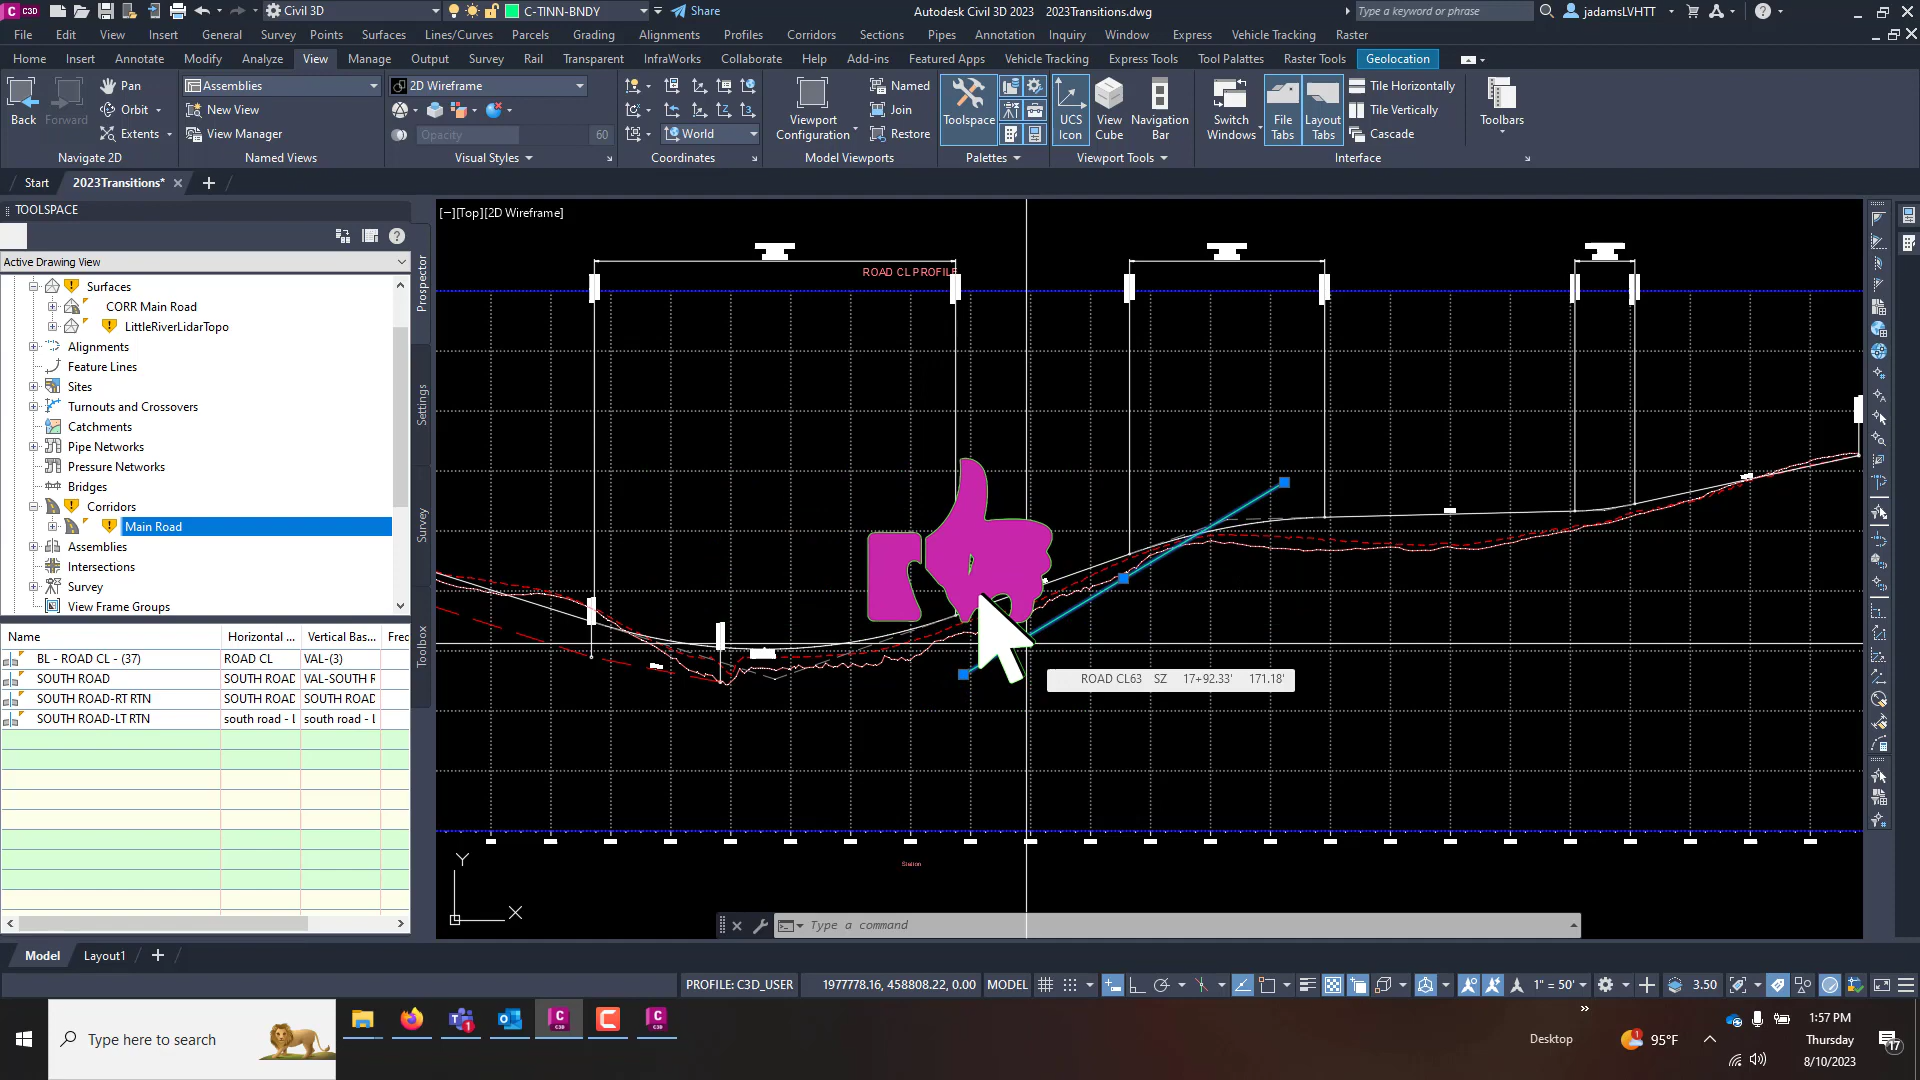 C3D Civil 3D C-TINN-BNDY Share Autodesk Civil 3D 2023 2023Transitions.dwg Type a keyword or phrase jadamsLVHTT
File Edit View Insert General Survey Points Surfaces Lines/Curves Parcels Grading Alignments Profiles Corridors Sections Pipes Annotation Inquiry Window Express Vehicle Tracking Raster
Home Insert Annotate Modify Analyze View Manage Output Survey Rail Transparent InfraWorks Collaborate Help Add-ins Featured Apps Vehicle Tracking Express Tools Tool Palettes Raster Tools Geolocation
Back Forward Pan Orbit Extents
Navigate 2D
Assemblies
New View
View Manager
Named Views
2D Wireframe
Opacity 60
Visual Styles
World
Coordinates
Viewport Configuration
Named
Join
Restore
Model Viewports
Toolspace
Palettes
UCS Icon View Cube Navigation Bar
Viewport Tools
Switch Windows File Tabs Layout Tabs
Tile Horizontally
Tile Vertically
Cascade
Toolbars
Interface
Start 2023Transitions*
TOOLSPACE
Active Drawing View
Surfaces
CORR Main Road
LittleRiverLidarTopo
Alignments
Feature Lines
Sites
Turnouts and Crossovers
Catchments
Pipe Networks
Pressure Networks
Bridges
Corridors
Main Road
Assemblies
Intersections
Survey
View Frame Groups
Prospector
Settings
Survey
Toolbox
Name Horizontal ... Vertical Bas... Frec
BL - ROAD CL - (37) ROAD CL VAL-(3)
SOUTH ROAD SOUTH ROAD VAL-SOUTH R
SOUTH ROAD-RT RTN SOUTH ROAD SOUTH ROAD
SOUTH ROAD-LT RTN south road - l south road - l
[−][Top][2D Wireframe]
ROAD CL PROFILE
ROAD CL63 SZ 17+92.33' 171.18'
Station
Y
X
Type a command
Model Layout1
PROFILE: C3D_USER 1977778.16, 458808.22, 0.00 MODEL 1" = 50' 3.50
Type here to search
Desktop
95°F
1:57 PM
Thursday
8/10/2023
17